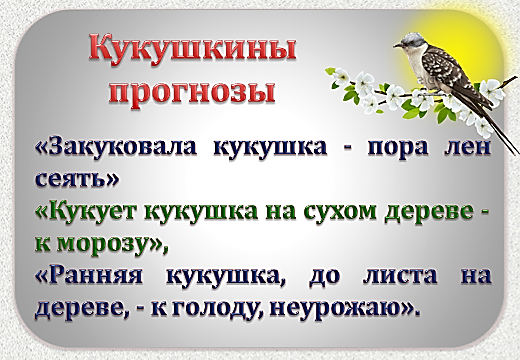 Кукушкины
прогнозы
«Закуковала кукушка - пора лен
сеять»
«Кукует кукушка на сухом дереве -
к морозу»,
«Ранняя кукушка, до листа на
дереве, - к голоду, неурожаю».